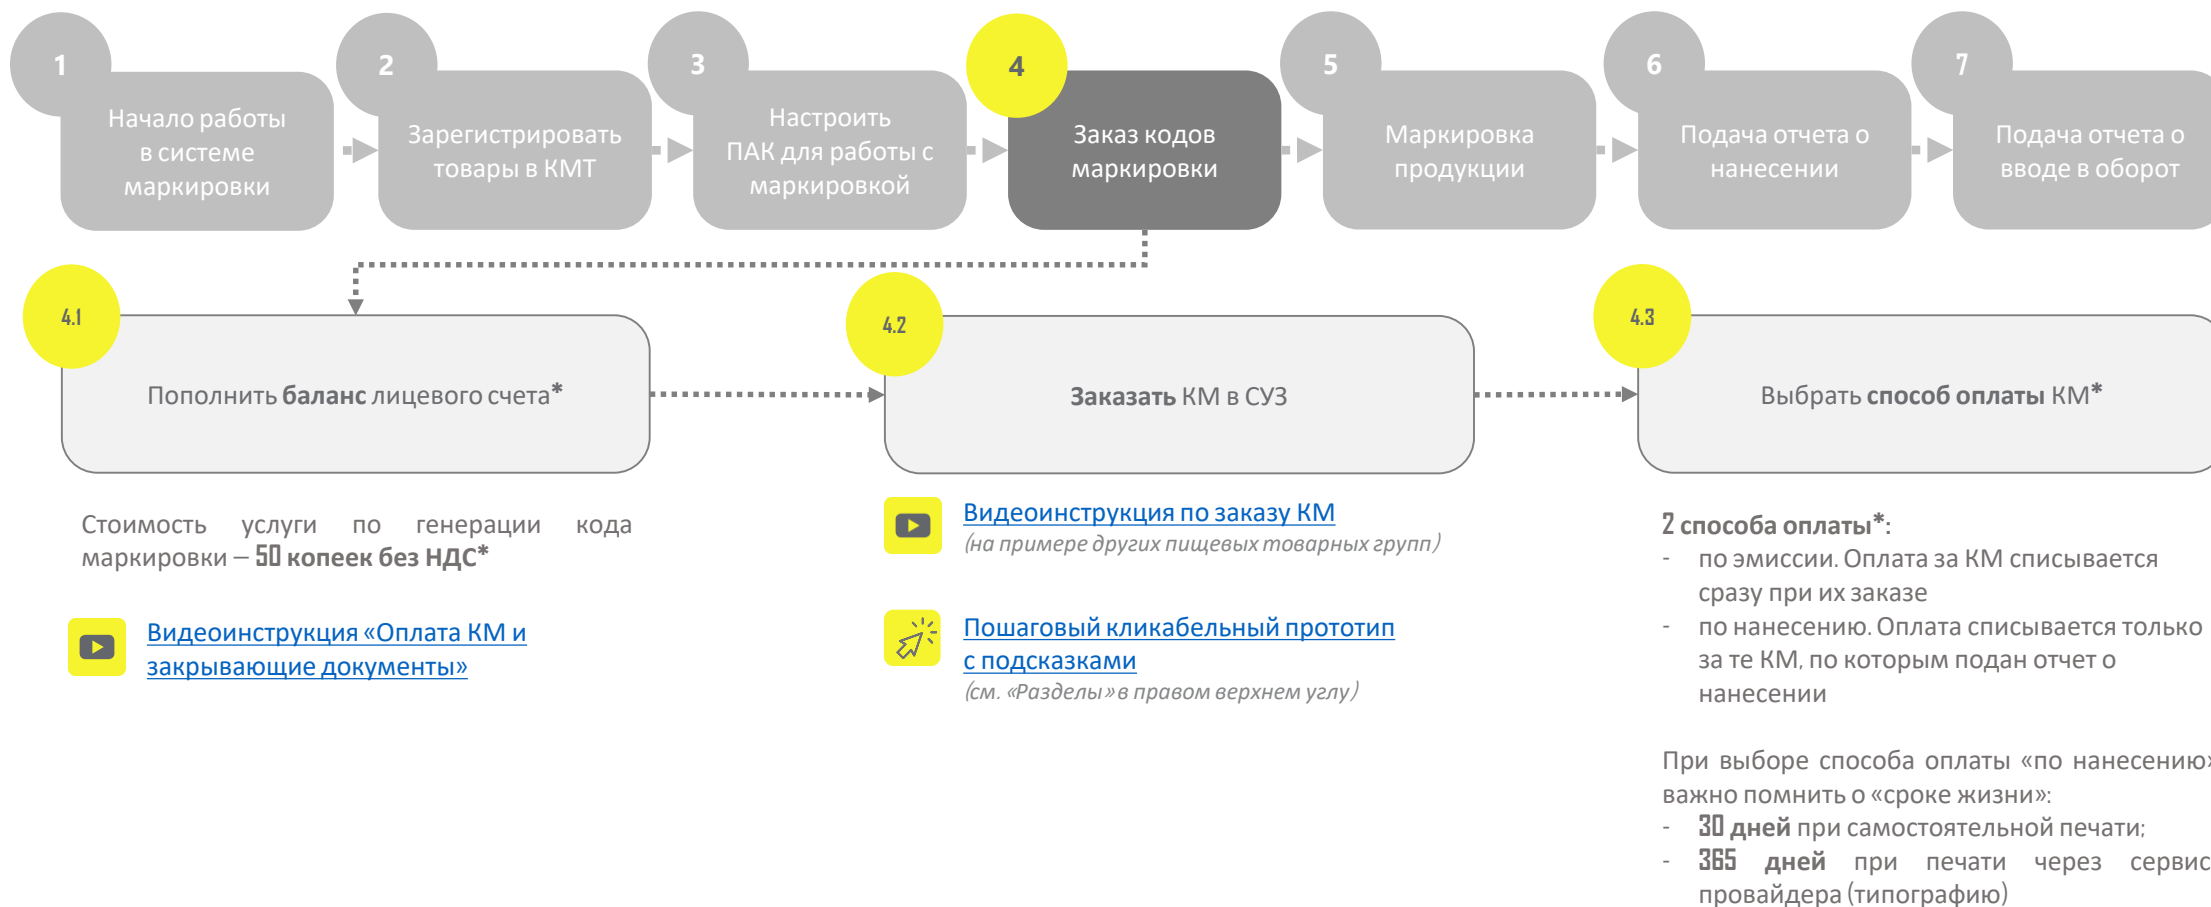 1
Начало работы
в системе
маркировки
2
Зарегистрировать
товары в КМТ
3
Настроить
ПАК для работы с
маркировкой
4
Заказ кодов
маркировки
5
Маркировка
продукции
6
Подача отчета о
нанесении
7
Подача отчета о
вводе в оборот
4.1
Пополнить баланс лицевого счета*
Стоимость услуги по генерации кода
маркировки – 50 копеек без НДС*
Видеоинструкция «Оплата КМ и
закрывающие документы»
4.2
Заказать КМ в СУЗ
Видеоинструкция по заказу КМ
(на примере других пищевых товарных групп)
Пошаговый кликабельный прототип
с подсказками
(см. «Разделы» в правом верхнем углу)
4.3
Выбрать способ оплаты КМ*
2 способа оплаты*:
- по эмиссии. Оплата за КМ списывается
сразу при их заказе
- по нанесению. Оплата списывается только
за те КМ, по которым подан отчет о
нанесении
При выборе способа оплаты «по нанесению»
важно помнить о «сроке жизни»:
- 30 дней при самостоятельной печати;
- 365 дней при печати через сервис
провайдера (типографию)